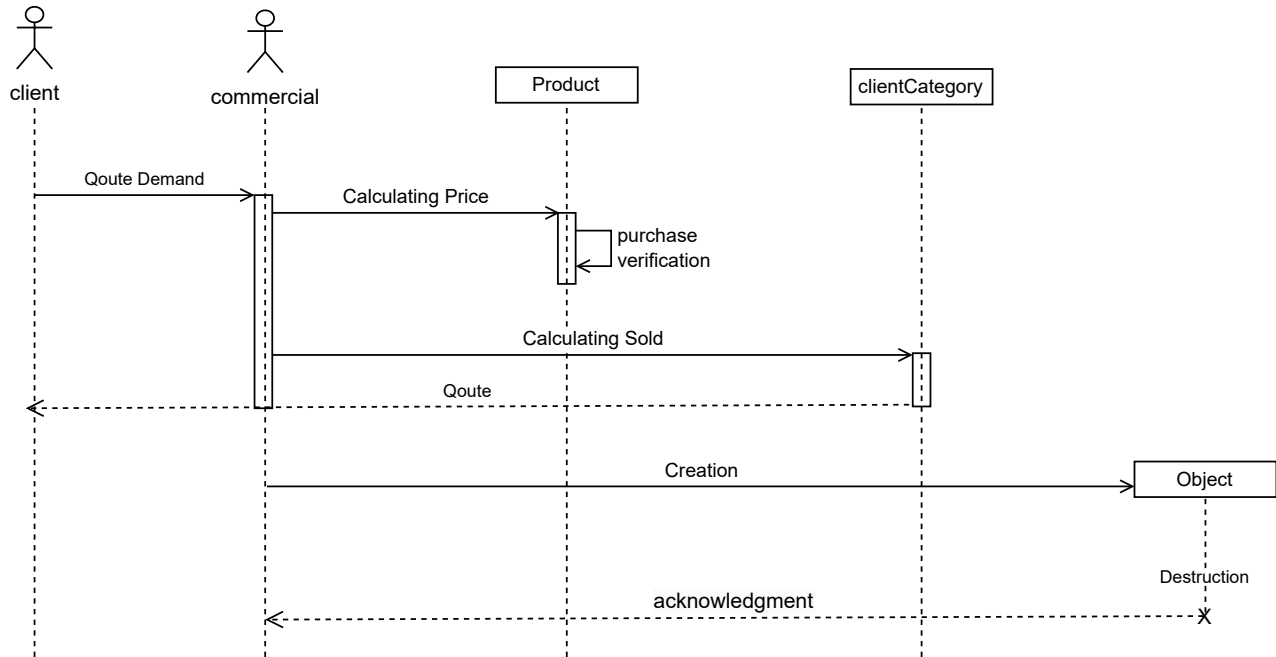 client
commercial
Product
clientCategory
Qoute Demand
Calculating Price
purchase
verification
Calculating Sold
Qoute
Creation
Object
Destruction
acknowledgment
X